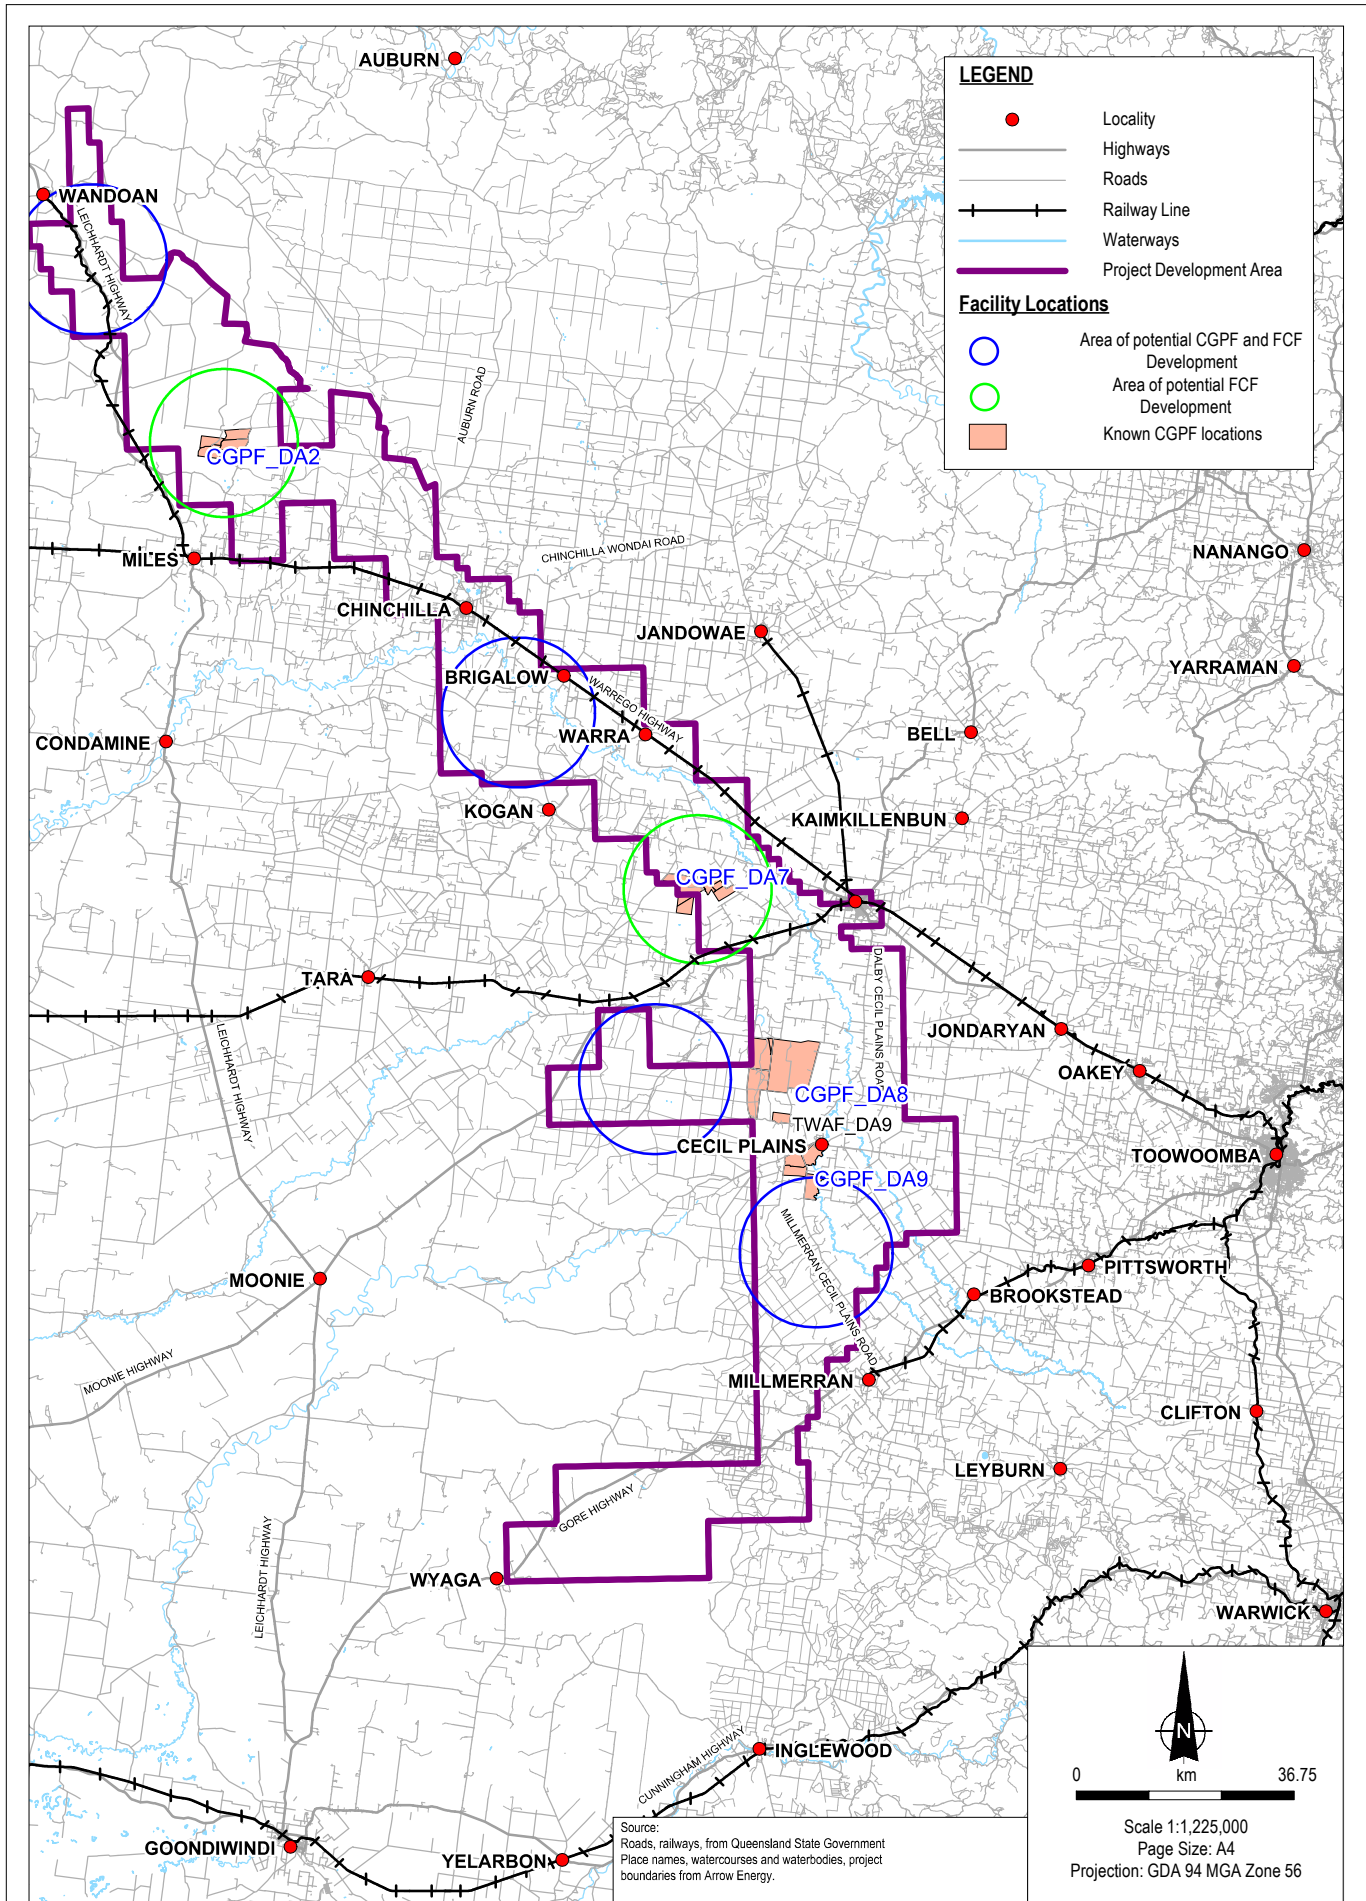 AUBURN
LEGEND
Locality
Highways
Roads
Railway Line
Waterways
Project Development Area
Facility Locations
Area of potential CGPF and FCF
Development
Area of potential FCF
Development
Known CGPF locations
WANDOAN
LEICHHARDT HIGHWAY
AUBURN ROAD
CGPF_DA2
CHINCHILLA WONDAI ROAD
NANANGO
MILES
CHINCHILLA
JANDOWAE
YARRAMAN
BRIGALOW
WARREGO HIGHWAY
WARRA
BELL
CONDAMINE
KOGAN
KAIMKILLENBUN
CGPF_DA7
TARA
DALBY CECIL PLAINS ROAD
LEICHHARDT HIGHWAY
JONDARYAN
OAKEY
CGPF_DA8
TWAF_DA9
CECIL PLAINS
TOOWOOMBA
CGPF_DA9
MILLMERRAN CECIL PLAINS ROAD
MOONIE
PITTSWORTH
BROOKSTEAD
MOONIE HIGHWAY
MILLMERRAN
CLIFTON
LEYBURN
GORE HIGHWAY
LEICHHARDT HIGHWAY
WYAGA
WARWICK
N
INGLEWOOD
CUNNINGHAM HIGHWAY
0 km 36.75
Scale 1:1,225,000
Page Size: A4
Projection: GDA 94 MGA Zone 56
GOONDIWINDI
YELARBON
Source:
Roads, railways, from Queensland State Government
Place names, watercourses and waterbodies, project
boundaries from Arrow Energy.